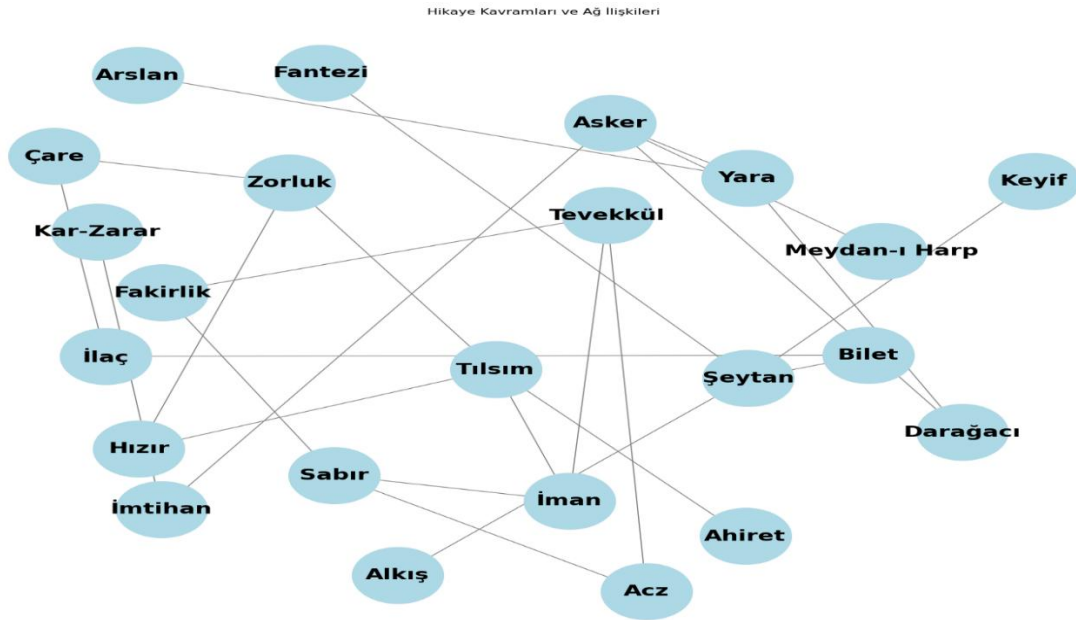 Hikaye Kavramları ve Ağ İlişkileri
Arslan
Fantezi
Asker
Çare
Zorluk
Yara
Keyif
Tevekkül
Kar-Zarar
Meydan-ı Harp
Fakirlik
İlaç
Tılsım
Bilet
Şeytan
Darağacı
Hızır
Sabır
İman
İmtihan
Ahiret
Alkış
Acz